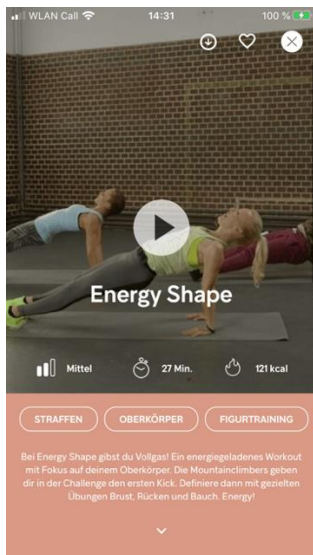 WLAN Call 14:31 100 %
Energy Shape
Mittel 27 Min. 121 kcal
STRAFFEN OBERKÖRPER FIGURTRAINING
Bei Energy Shape gibst du Vollgas! Ein energiegeladenes Workout
mit Fokus auf deinem Oberkörper. Die Mountainclimbers geben
dir in der Challenge den ersten Kick. Definiere dann mit gezielten
Übungen Brust, Rücken und Bauch. Energy!